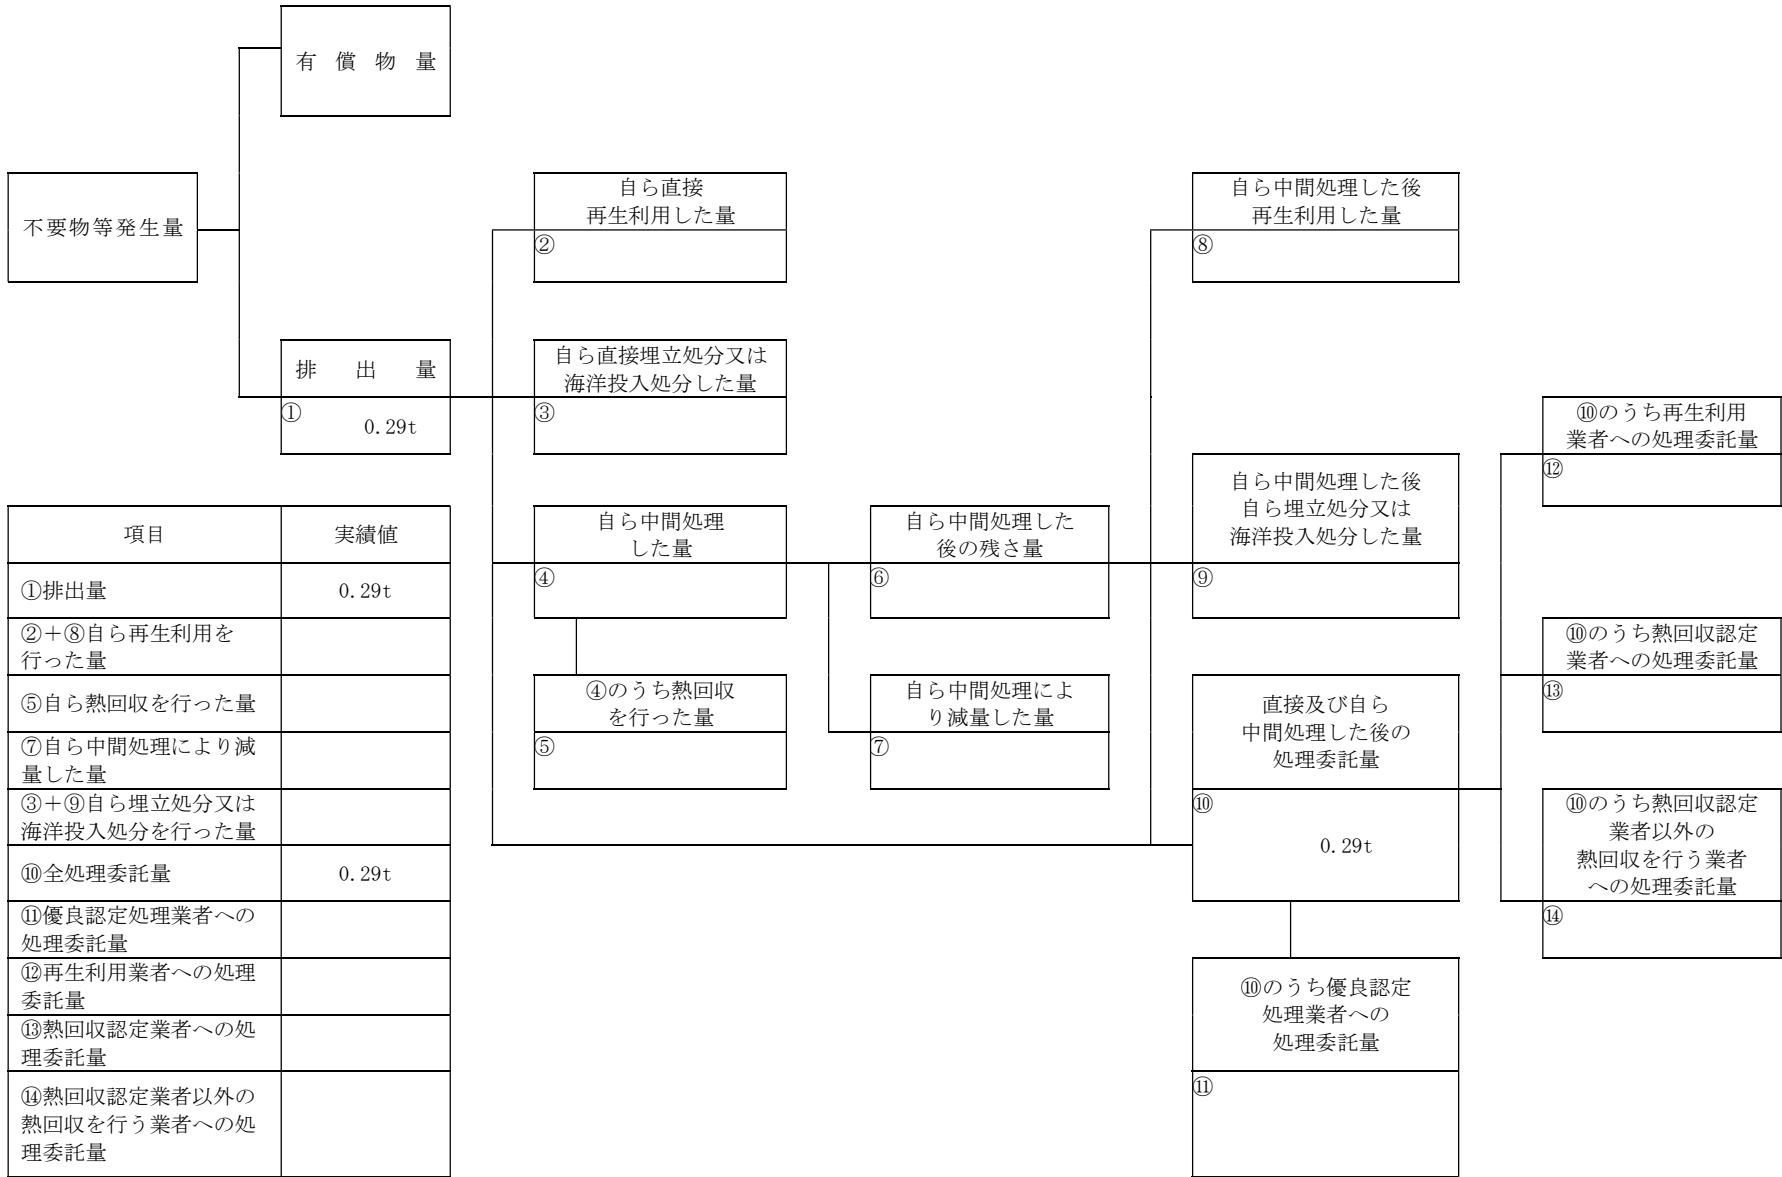 有償物量
不要物等発生量
自ら直接
再生利用した量
②
自ら中間処理した後
再生利用した量
⑧
排出量
①
0.29t
自ら直接埋立処分又は
海洋投入処分した量
③
⑩のうち再生利用
業者への処理委託量
⑫
自ら中間処理した後
自ら埋立処分又は
海洋投入処分した量
⑨
自ら中間処理
した量
④
自ら中間処理した
後の残さ量
⑥
⑩のうち熱回収認定
業者への処理委託量
⑬
④のうち熱回収
を行った量
⑤
自ら中間処理によ
り減量した量
⑦
直接及び自ら
中間処理した後の
処理委託量
⑩
0.29t
⑩のうち熱回収認定
業者以外の
熱回収を行う業者
への処理委託量
⑭
⑩のうち優良認定
処理業者への
処理委託量
⑪
項目 実績値
①排出量 0.29t
②+⑧自ら再生利用を
行った量
⑤自ら熱回収を行った量
⑦自ら中間処理により減
量した量
③+⑨自ら埋立処分又は
海洋投入処分を行った量
⑩全処理委託量 0.29t
⑪優良認定処理業者への
処理委託量
⑫再生利用業者への処理
委託量
⑬熱回収認定業者への処
理委託量
⑭熱回収認定業者以外の
熱回収を行う業者への処
理委託量